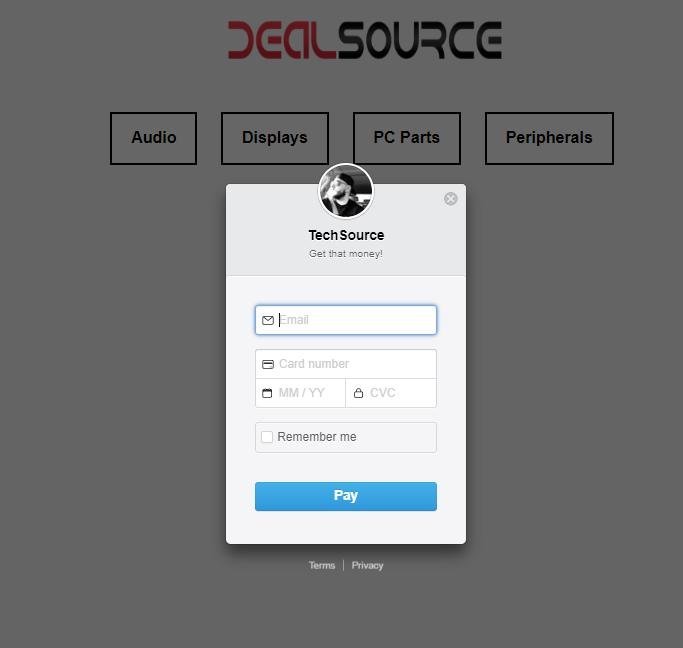 DEALSOURCE
Audio
Displays
PC Parts
Peripherals
TechSource
Get that money!
Email
Card number
MM / YY
CVC
Remember me
Pay
Terms | Privacy